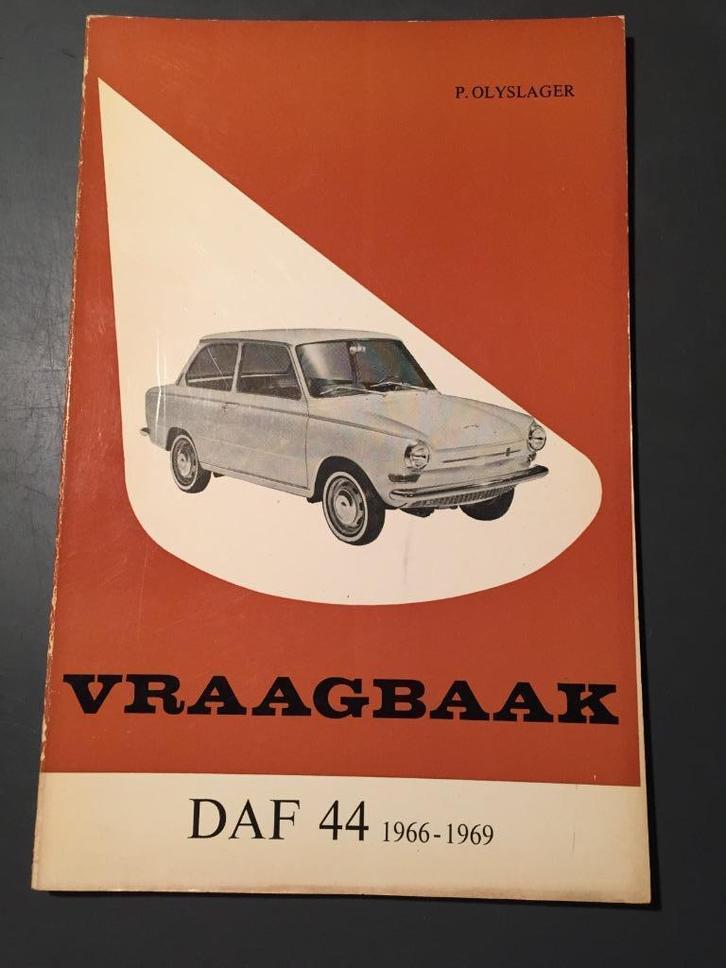 P. OLYSLAGER
VRAAGBAAK
DAF 44 1966-1969